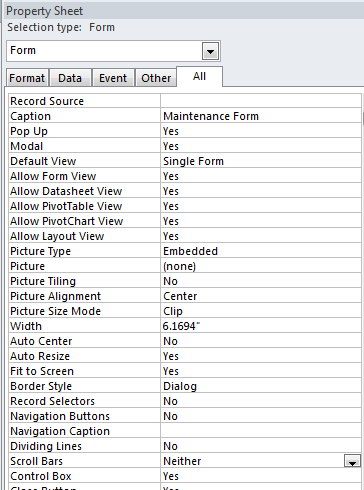 Property Sheet
Selection type: Form
Form
Format Data Event Other All
Record Source
Caption Maintenance Form
Pop Up Yes
Modal Yes
Default View Single Form
Allow Form View Yes
Allow Datasheet View Yes
Allow PivotTable View Yes
Allow PivotChart View Yes
Allow Layout View Yes
Picture Type Embedded
Picture (none)
Picture Tiling No
Picture Alignment Center
Picture Size Mode Clip
Width 6.1694"
Auto Center No
Auto Resize Yes
Fit to Screen Yes
Border Style Dialog
Record Selectors No
Navigation Buttons No
Navigation Caption
Dividing Lines No
Scroll Bars Neither
Control Box Yes
Close Button Yes